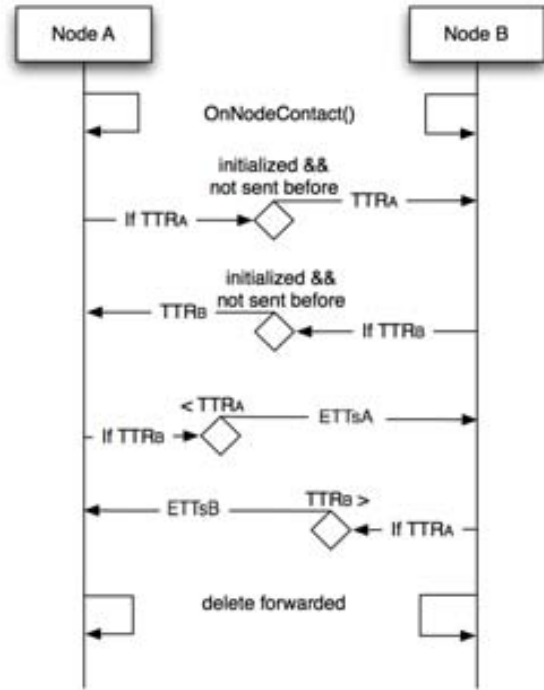 Node A
Node B
OnNodeContact()
initialized &&
not sent before
If TTRA
TTRA
initialized &&
not sent before
TTRB
If TTRB
< TTRA
ETTsA
If TTRB
TTRB >
ETTsB
If TTRA
delete forwarded